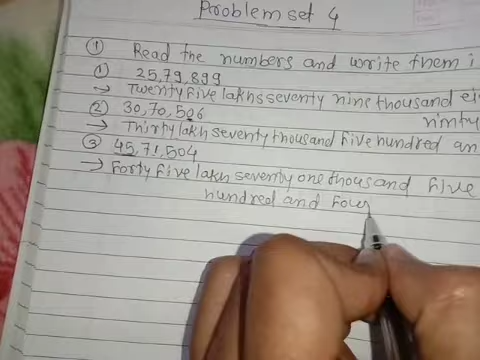 Problem set 4
① Read the numbers and write them i
① 25,79,899
→ Twenty five lakhs seventy nine thousand ei
ninty
② 30,70,506
→ Thirty lakh seventy thousand five hundred an
③ 45,71,504
→ Forty five lakh seventy one thousand five
hundred and four